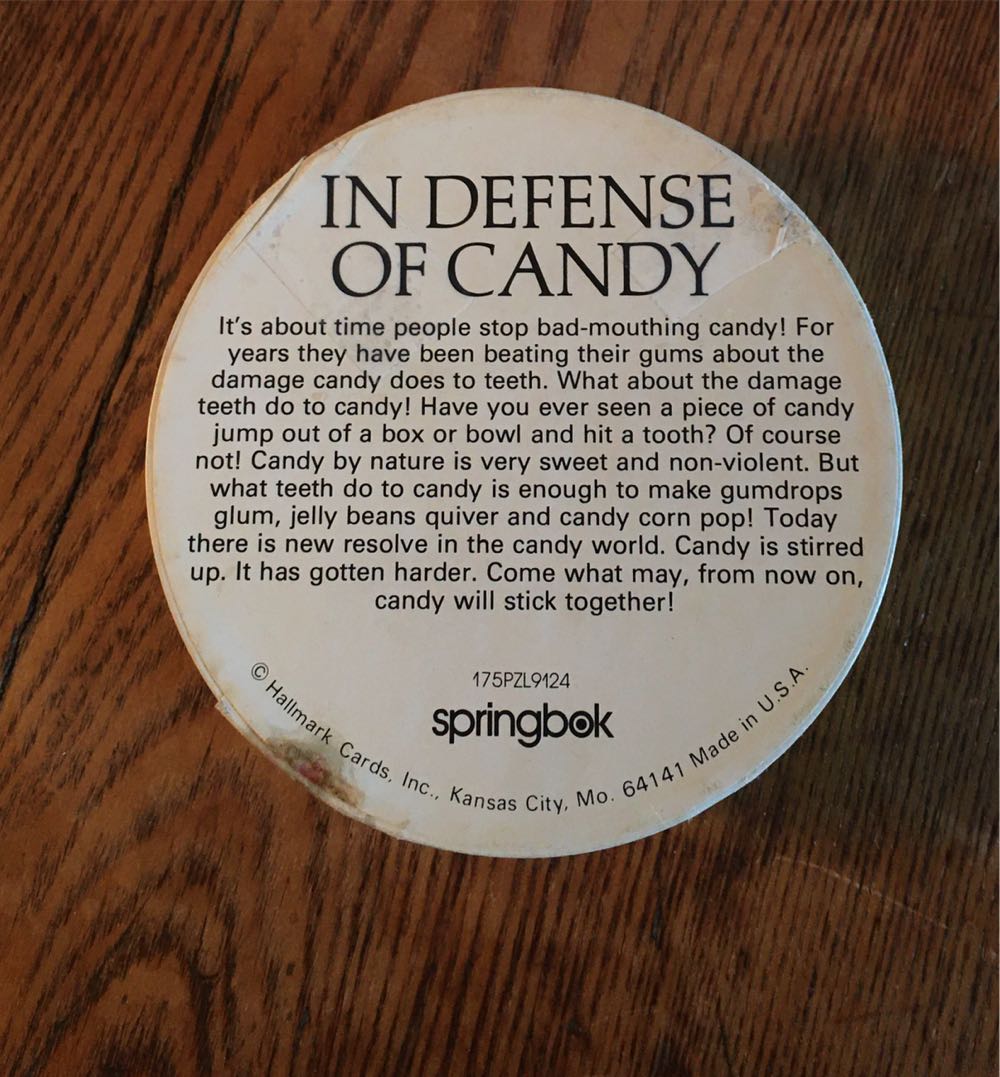 IN DEFENSE
OF CANDY
It's about time people stop bad-mouthing candy! For
years they have been beating their gums about the
damage candy does to teeth. What about the damage
teeth do to candy! Have you ever seen a piece of candy
jump out of a box or bowl and hit a tooth? Of course
not! Candy by nature is very sweet and non-violent. But
what teeth do to candy is enough to make gumdrops
glum, jelly beans quiver and candy corn pop! Today
there is new resolve in the candy world. Candy is stirred
up. It has gotten harder. Come what may, from now on,
candy will stick together!
175PZL9124
springbok
© Hallmark Cards, Inc., Kansas City, Mo. 64141 Made in U.S.A.